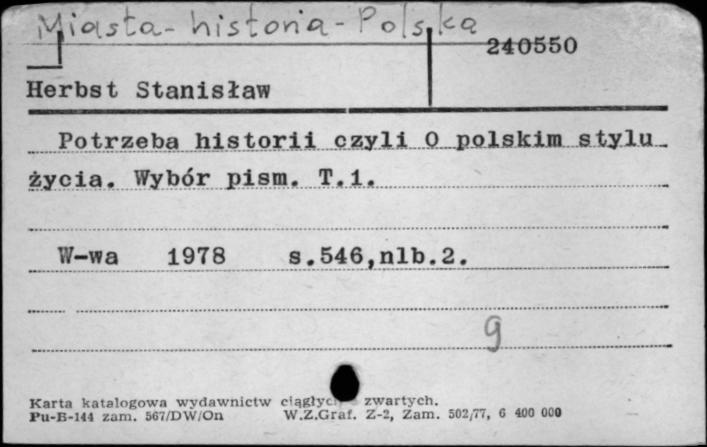 Miasta - historia - Polska
240550
Herbst Stanisław
Potrzeba historii czyli O polskim stylu
życia. Wybór pism. T.1.
W-wa 1978 s.546,nlb.2.
g
Karta katalogowa wydawnictw zwartych.
Pu-B-144 zam. 567/DW/On W.Z.Graf. Z-2, Zam. 502/77, 6 400 000